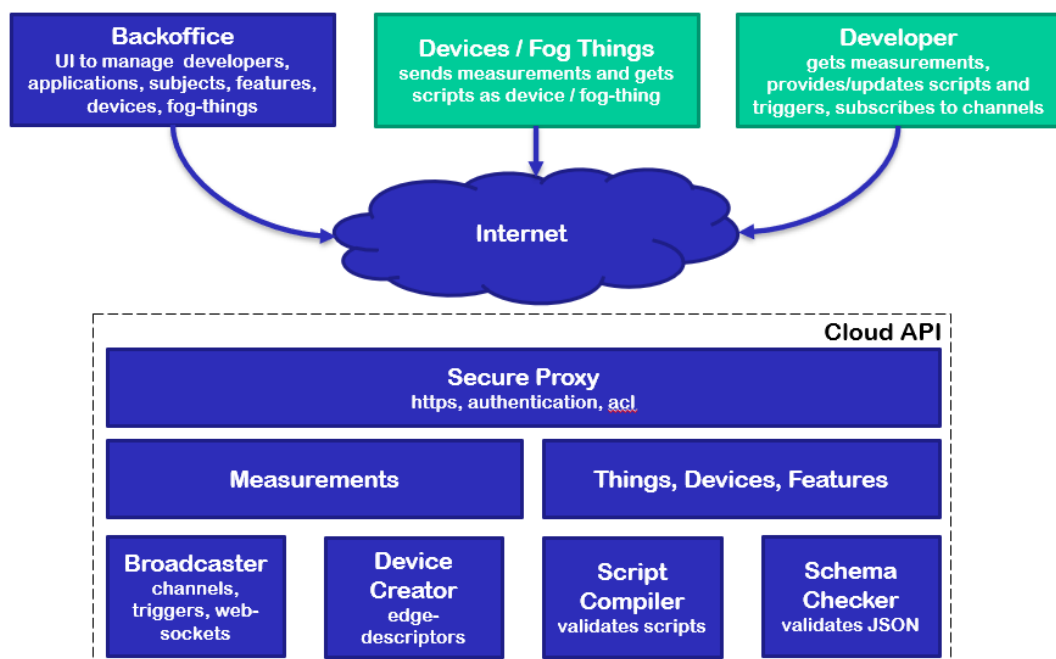 Backoffice
UI to manage developers,
applications, subjects, features,
devices, fog-things
Devices / Fog Things
sends measurements and gets
scripts as device / fog-thing
Developer
gets measurements,
provides/updates scripts and
triggers, subscribes to channels
Internet
Cloud API
Secure Proxy
https, authentication, acl
Measurements
Things, Devices, Features
Broadcaster
channels,
triggers, web-
sockets
Device
Creator
edge-
descriptors
Script
Compiler
validates scripts
Schema
Checker
validates JSON